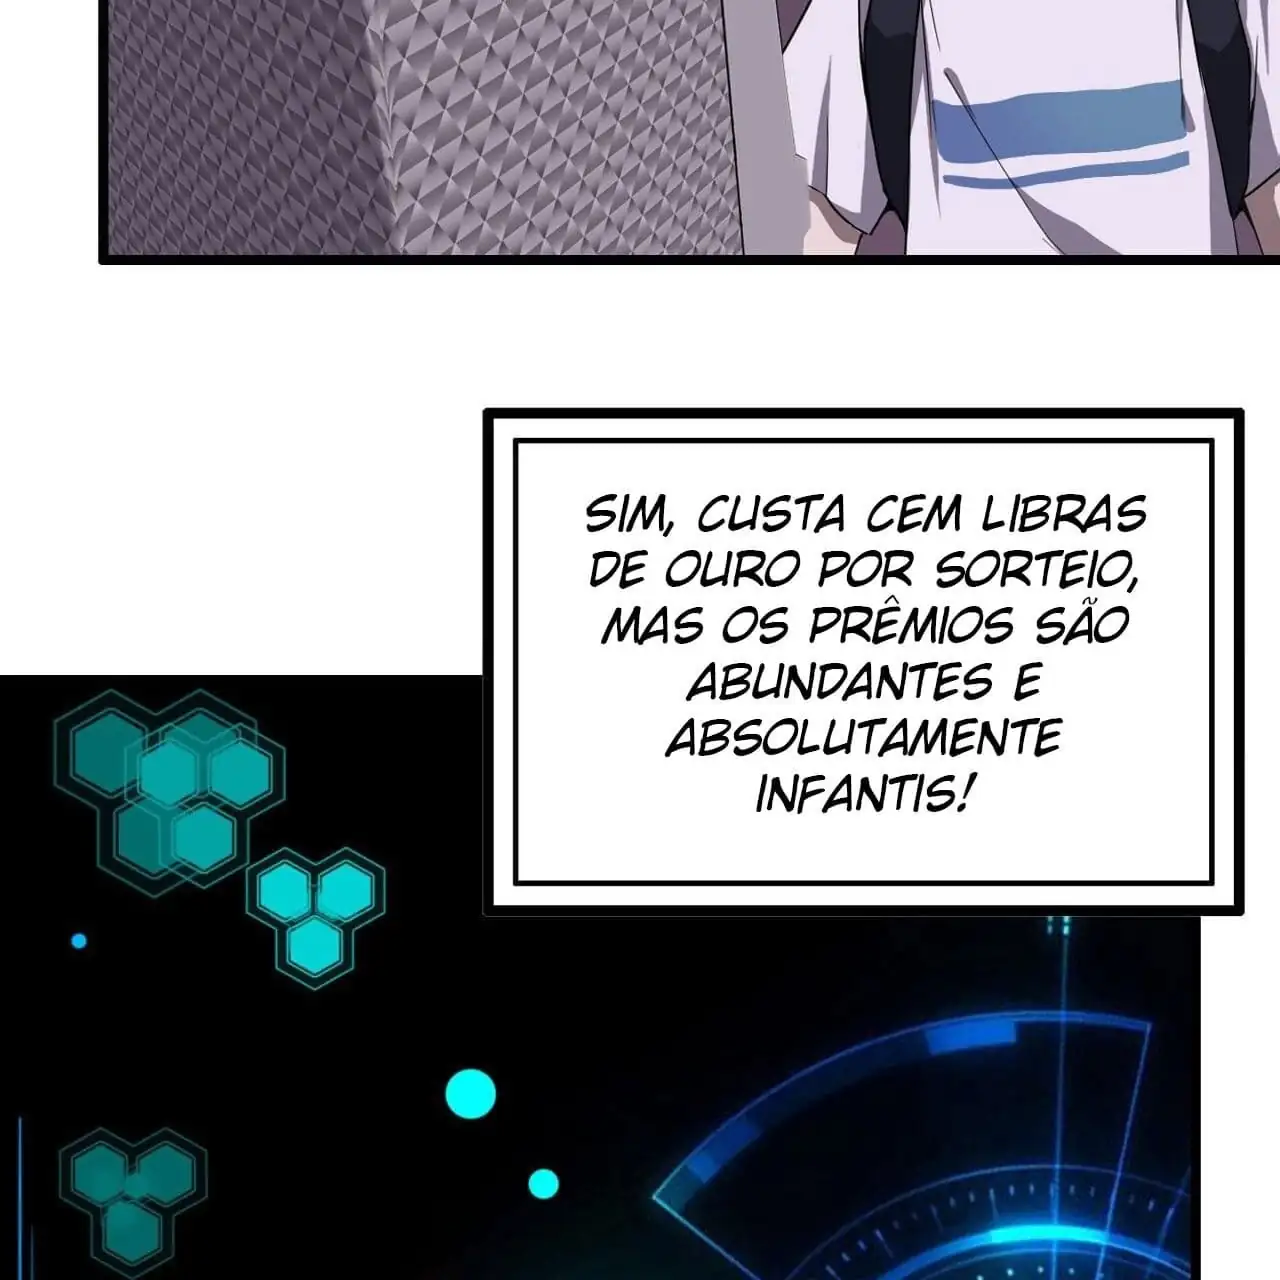 SIM, CUSTA CEM LIBRAS
DE OURO POR SORTEIO,
MAS OS PRÊMIOS SÃO
ABUNDANTES E
ABSOLUTAMENTE
INFANTIS!